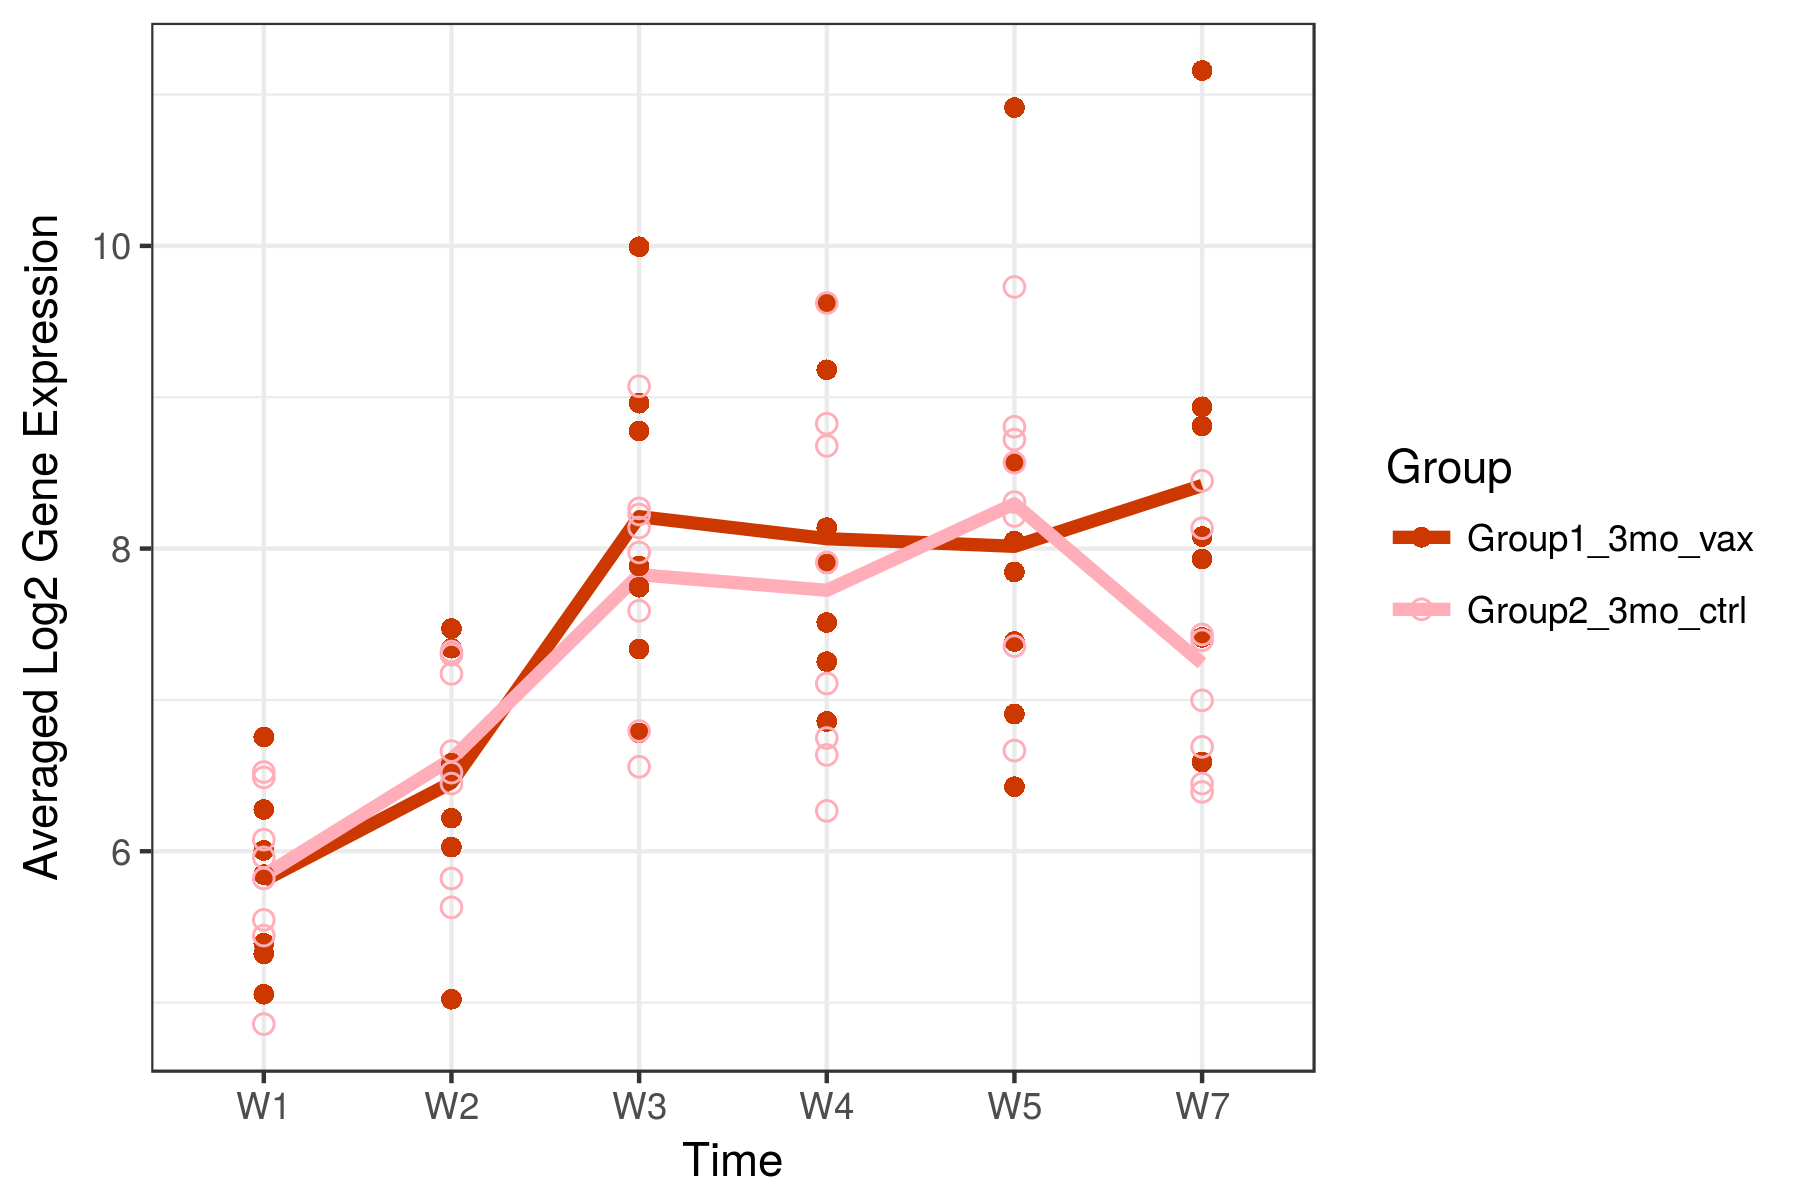 Averaged Log2 Gene Expression
10
8
6
W1 W2 W3 W4 W5 W7
Time
Group
Group1_3mo_vax
Group2_3mo_ctrl